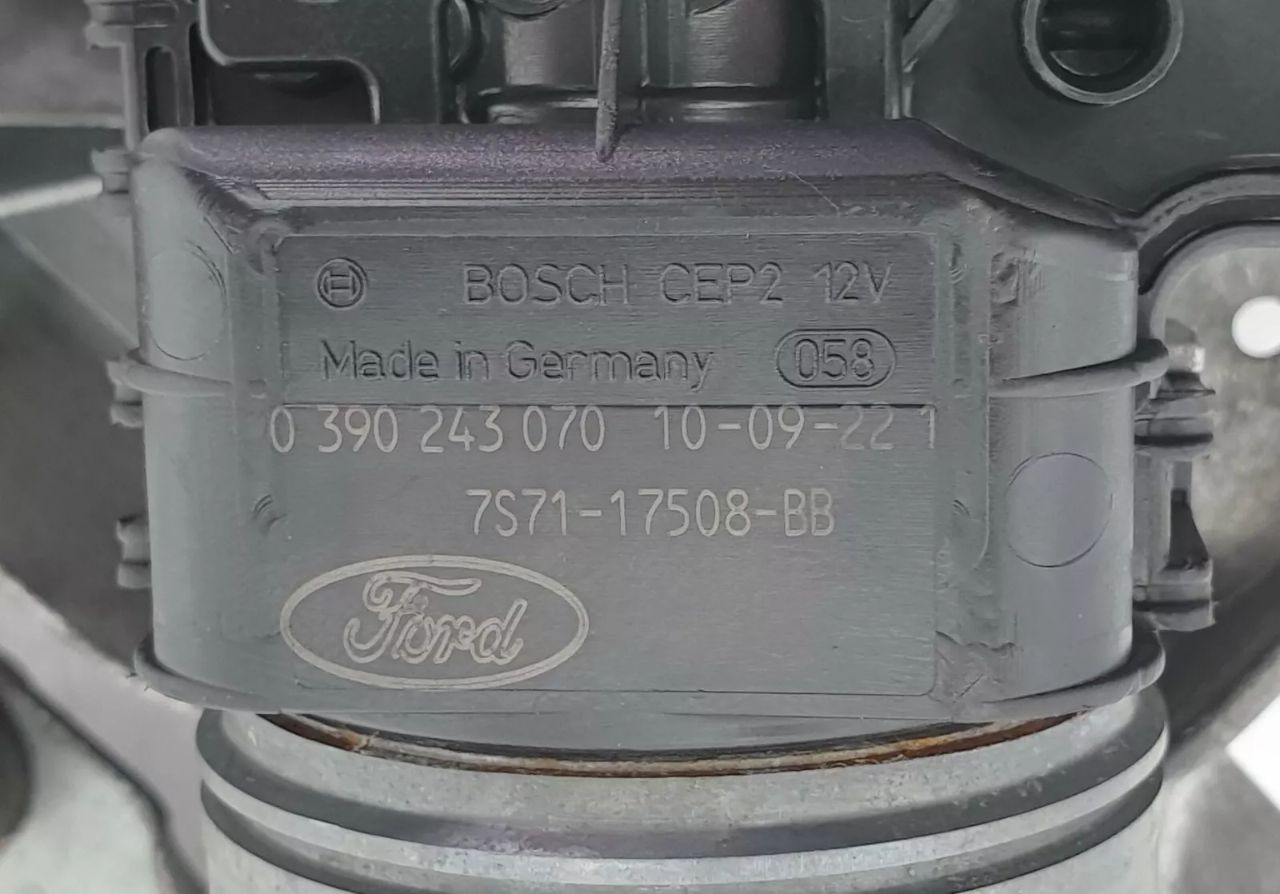 BOSCH CEP2 12V
Made in Germany 058
0 390 243 070 10-09-22 1
7S71-17508-BB
Ford